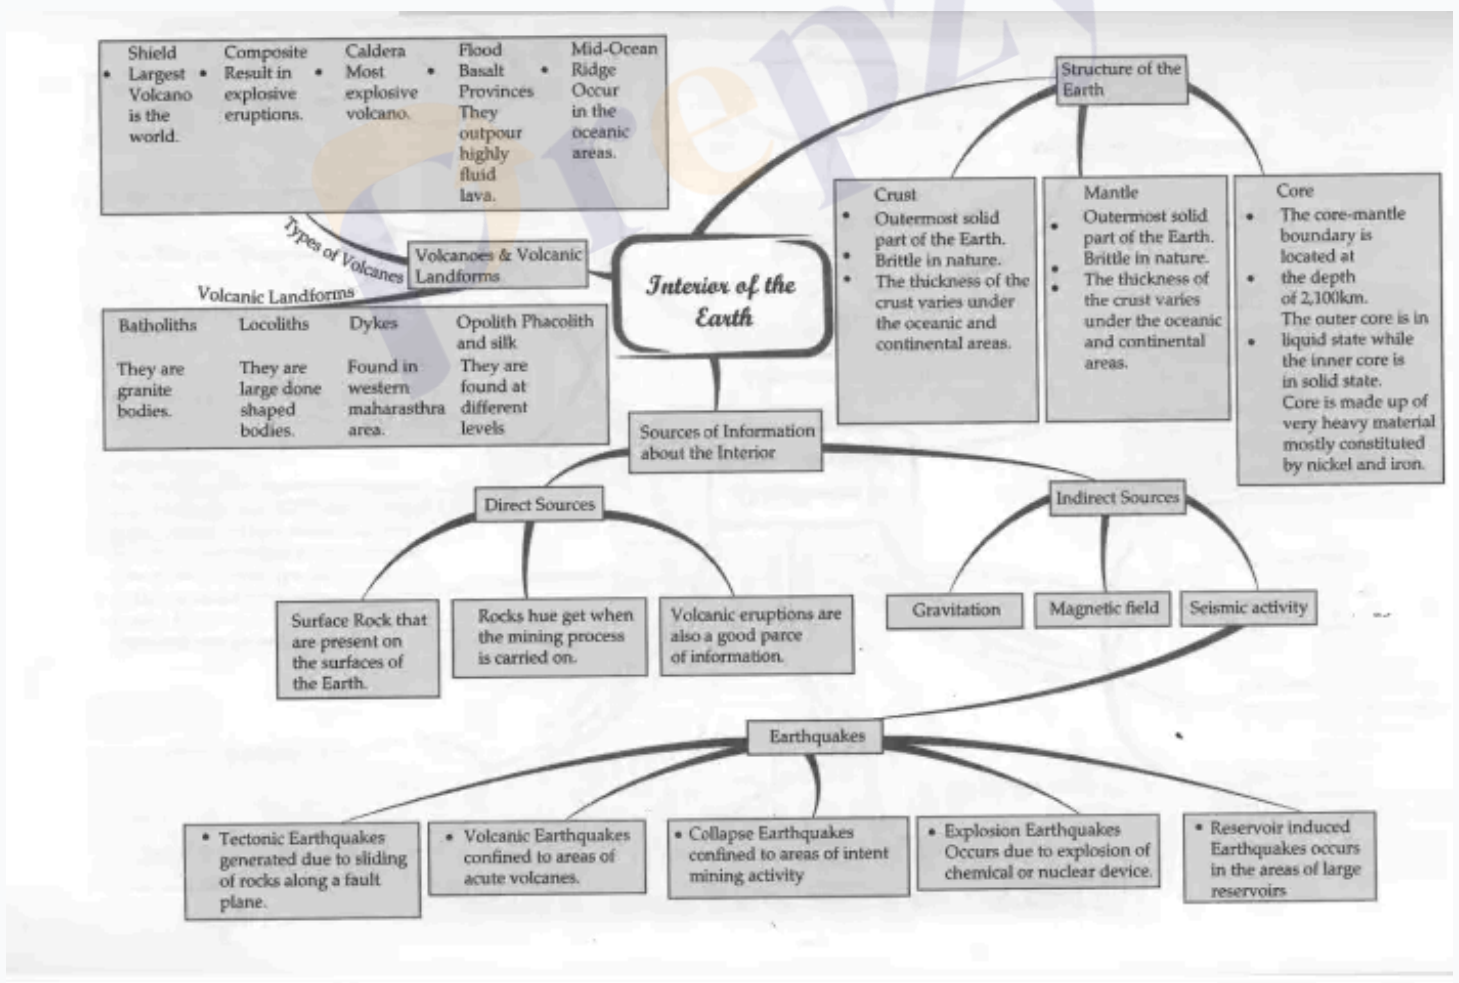 Shield
Largest
Volcano
is the
world.
Composite
Result in
explosive
eruptions.
Caldera
Most
explosive
volcano.
Flood
Basalt
Provinces
They
outpour
highly
fluid
lava.
Mid-Ocean
Ridge
Occur
in the
oceanic
areas.
Types of Volcanes
Volcanoes & Volcanic
Landforms
Volcanic Landforms
Batholiths
They are
granite
bodies.
Locoliths
They are
large done
shaped
bodies.
Dykes
Found in
western
maharasthra
area.
Opolith Phacolith
and silk
They are
found at
different
levels
Interior of the
Earth
Structure of the
Earth
Crust
• Outermost solid
part of the Earth.
• Brittle in nature.
• The thickness of the
crust varies under
the oceanic and
continental areas.
Mantle
• Outermost solid
part of the Earth.
• Brittle in nature.
• The thickness of
the crust varies
under the oceanic
and continental
areas.
Core
• The core-mantle
boundary is
located at
• the depth
of 2,100km.
The outer core is in
• liquid state while
the inner core is
in solid state.
Core is made up of
very heavy material
mostly constituted
by nickel and iron.
Sources of Information
about the Interior
Direct Sources
Surface Rock that
are present on
the surfaces of
the Earth.
Rocks hue get when
the mining process
is carried on.
Volcanic eruptions are
also a good parce
of information.
Indirect Sources
Gravitation
Magnetic field
Seismic activity
Earthquakes
• Tectonic Earthquakes
generated due to sliding
of rocks along a fault
plane.
• Volcanic Earthquakes
confined to areas of
acute volcanes.
• Collapse Earthquakes
confined to areas of intent
mining activity
• Explosion Earthquakes
Occurs due to explosion of
chemical or nuclear device.
• Reservoir induced
Earthquakes occurs
in the areas of large
reservoirs
Prepzy